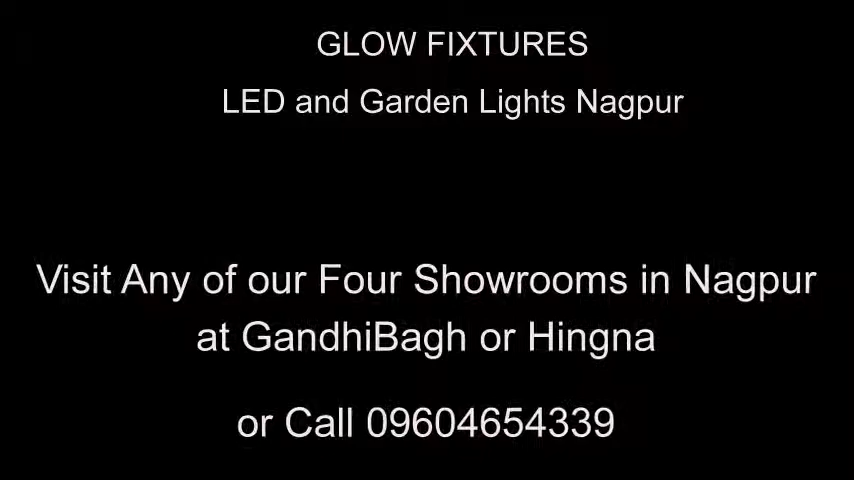 GLOW FIXTURES
LED and Garden Lights Nagpur
Visit Any of our Four Showrooms in Nagpur
at GandhiBagh or Hingna
or Call 09604654339